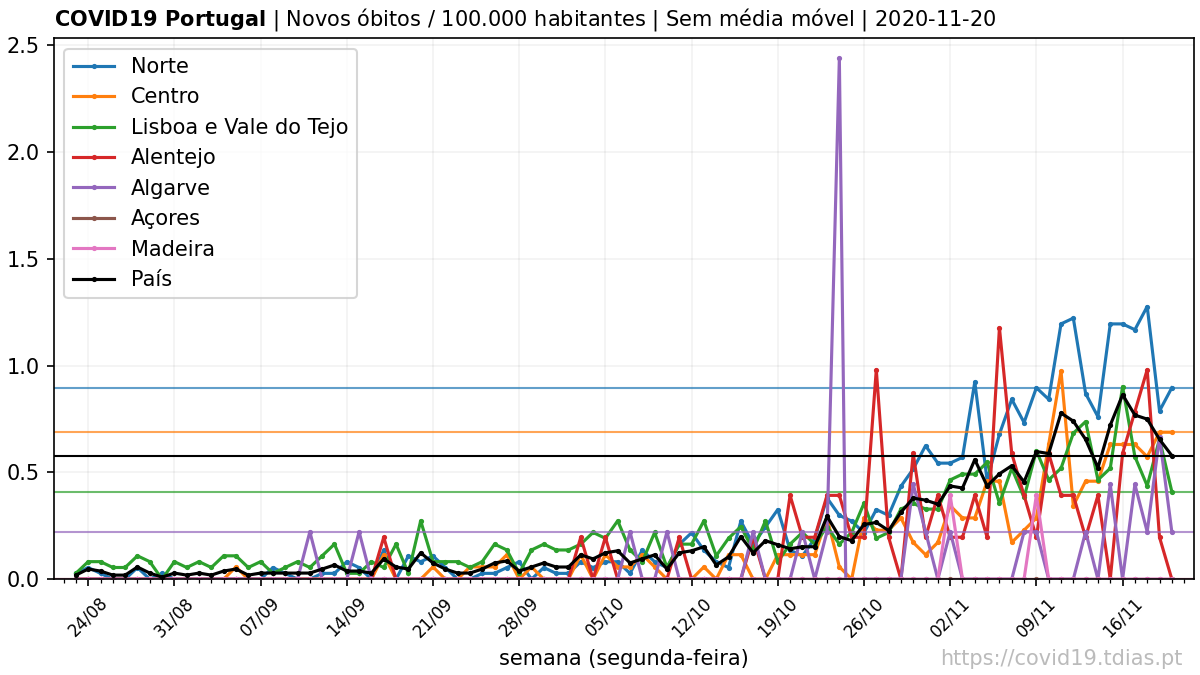 COVID19 Portugal | Novos óbitos / 100.000 habitantes | Sem média móvel | 2020-11-20
2.5
2.0
1.5
1.0
0.5
0.0
Norte
Centro
Lisboa e Vale do Tejo
Alentejo
Algarve
Açores
Madeira
País
24/08 31/08 07/09 14/09 21/09 28/09 05/10 12/10 19/10 26/10 02/11 09/11 16/11
semana (segunda-feira)
https://covid19.tdias.pt